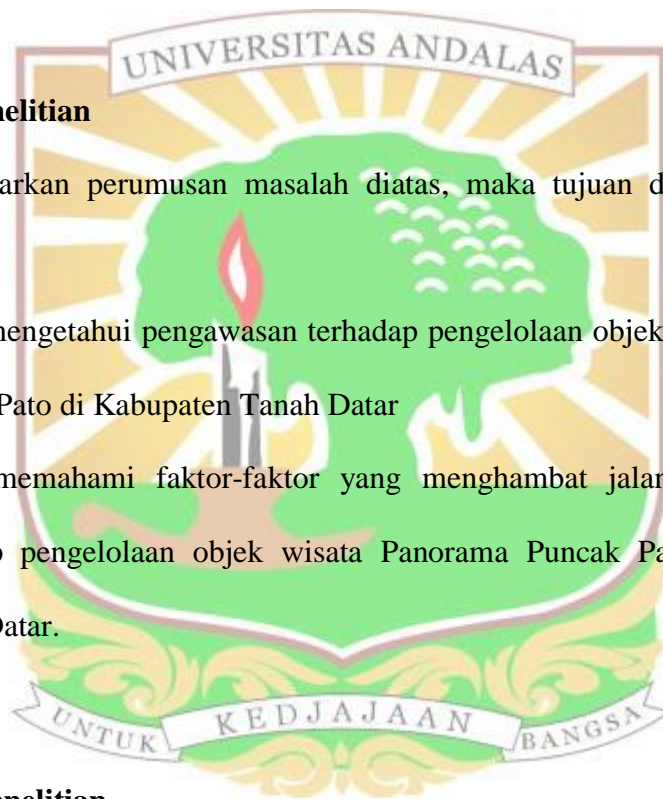 UNIVERSITAS ANDALAS
nelitian
arkan perumusan masalah diatas, maka tujuan d
mengetahui pengawasan terhadap pengelolaan objek
Pato di Kabupaten Tanah Datar
memahami faktor-faktor yang menghambat jalan
pengelolaan objek wisata Panorama Puncak Pa
Datar.
UNTUK KEDJAJAAN BANGSA
nelitian